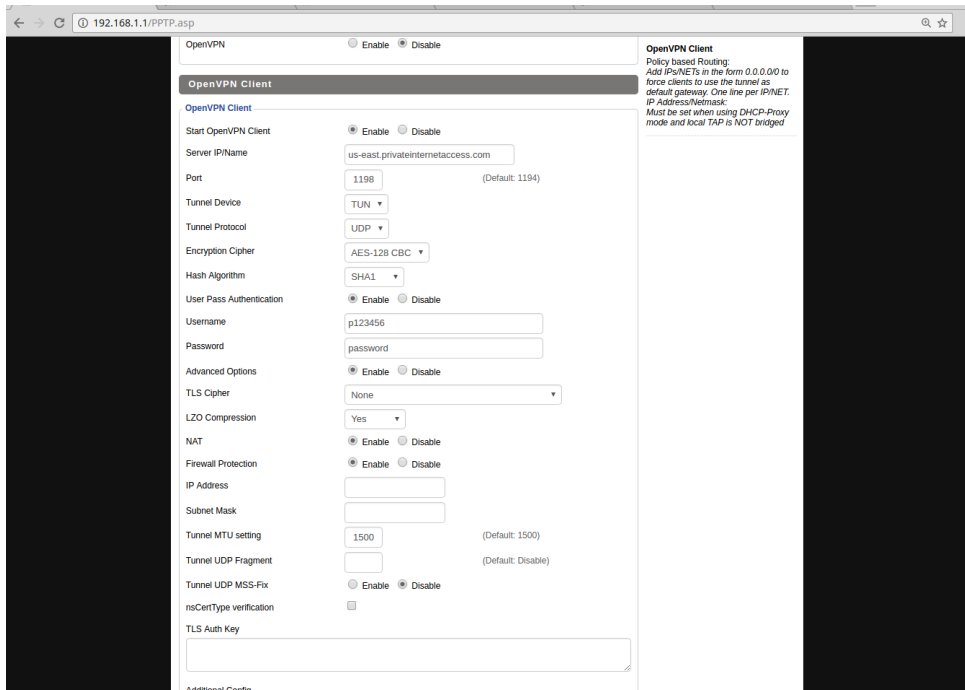 192.168.1.1/PPTP.asp
OpenVPN Enable Disable
OpenVPN Client
OpenVPN Client
Start OpenVPN Client Enable Disable
Server IP/Name us-east.privateinternetaccess.com
Port 1198 (Default: 1194)
Tunnel Device TUN
Tunnel Protocol UDP
Encryption Cipher AES-128 CBC
Hash Algorithm SHA1
User Pass Authentication Enable Disable
Username p123456
Password password
Advanced Options Enable Disable
TLS Cipher None
LZO Compression Yes
NAT Enable Disable
Firewall Protection Enable Disable
IP Address
Subnet Mask
Tunnel MTU setting 1500 (Default: 1500)
Tunnel UDP Fragment (Default: Disable)
Tunnel UDP MSS-Fix Enable Disable
nsCertType verification
TLS Auth Key
Additional Config
OpenVPN Client
Policy based Routing:
Add IPs/NETs in the form 0.0.0.0/0 to
force clients to use the tunnel as
default gateway. One line per IP/NET.
IP Address/Netmask:
Must be set when using DHCP-Proxy
mode and local TAP is NOT bridged